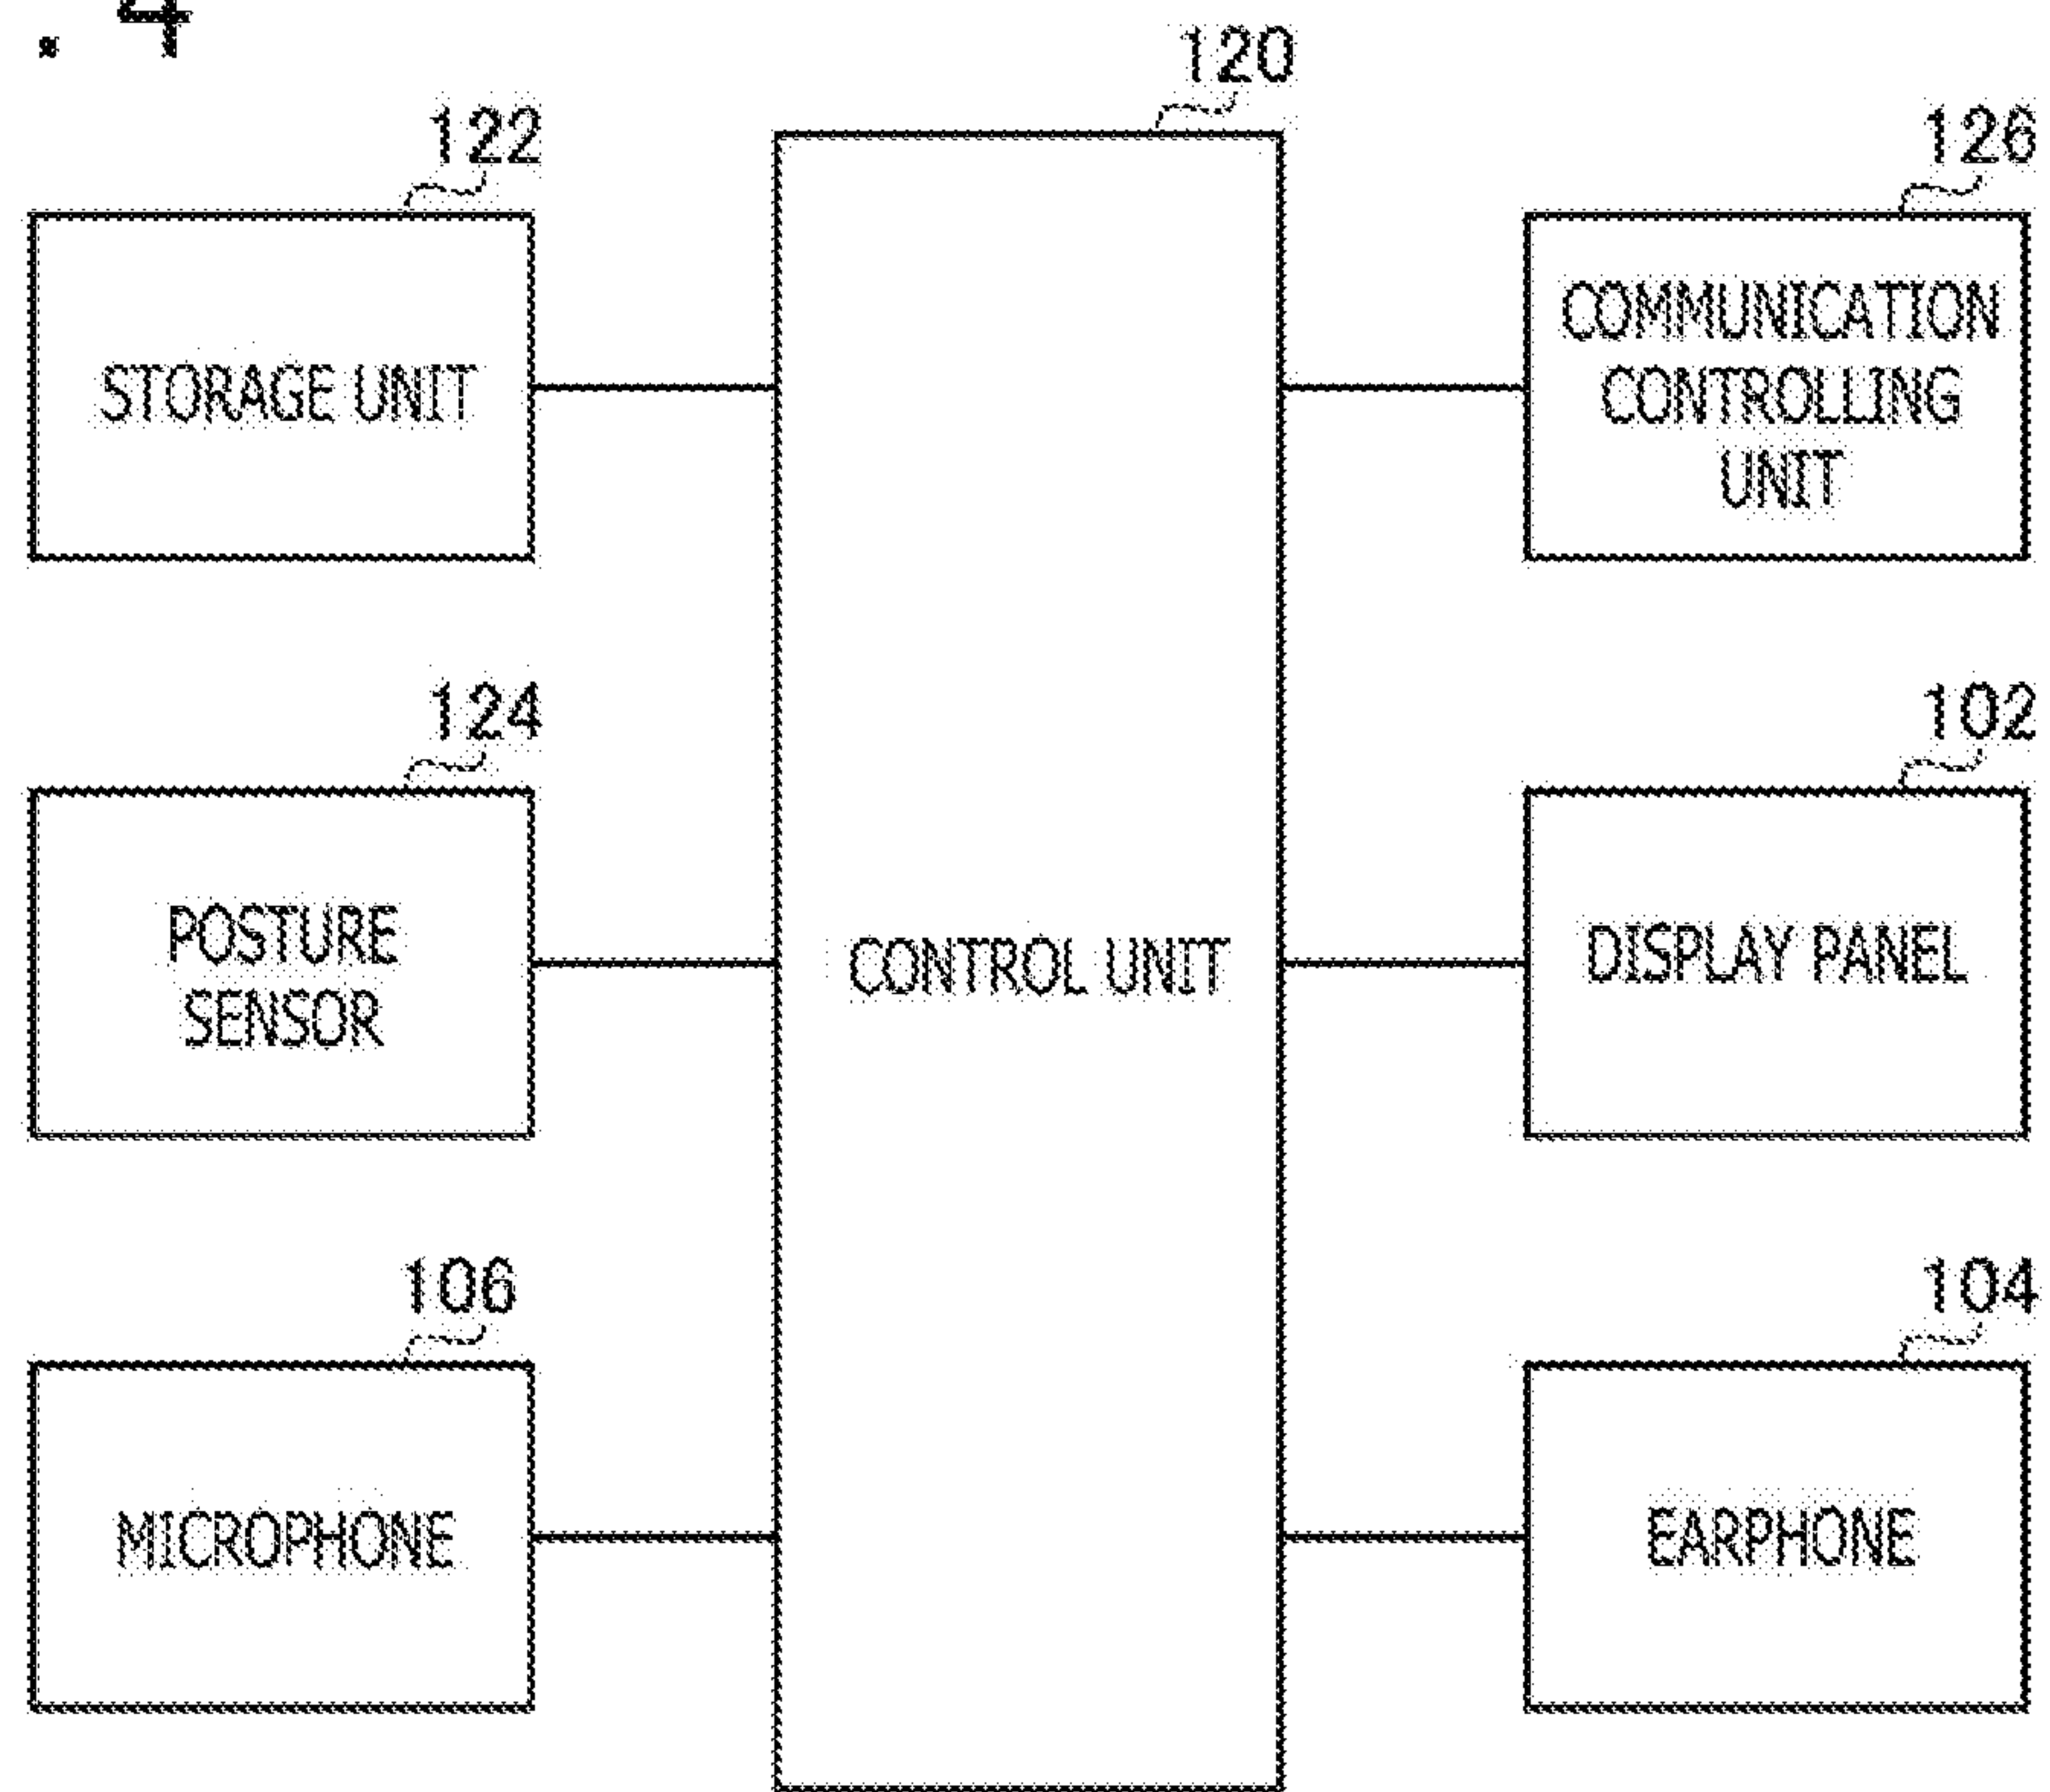 . 4
120
122
126
STORAGE UNIT
COMMUNICATION
CONTROLLING
UNIT
124
102
POSTURE
SENSOR
CONTROL UNIT
DISPLAY PANEL
106
104
MICROPHONE
EARPHONE